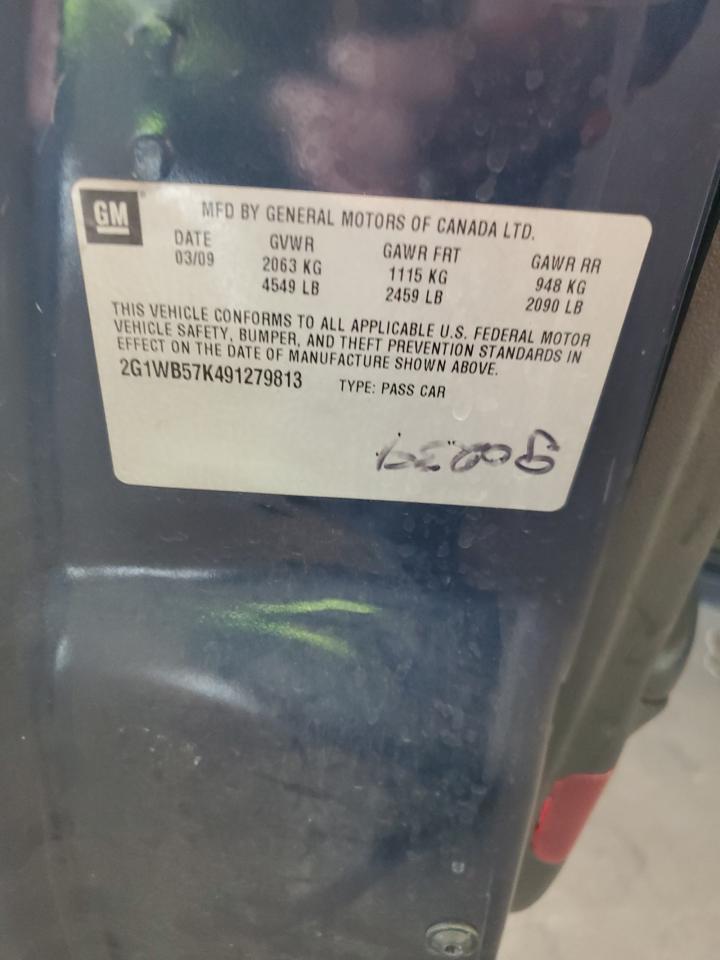 GM
MFD BY GENERAL MOTORS OF CANADA LTD.
DATE GVWR GAWR FRT GAWR RR
03/09 2063 KG 1115 KG 948 KG
4549 LB 2459 LB 2090 LB
THIS VEHICLE CONFORMS TO ALL APPLICABLE U.S. FEDERAL MOTOR
VEHICLE SAFETY, BUMPER, AND THEFT PREVENTION STANDARDS IN
EFFECT ON THE DATE OF MANUFACTURE SHOWN ABOVE.
2G1WB57K491279813 TYPE: PASS CAR